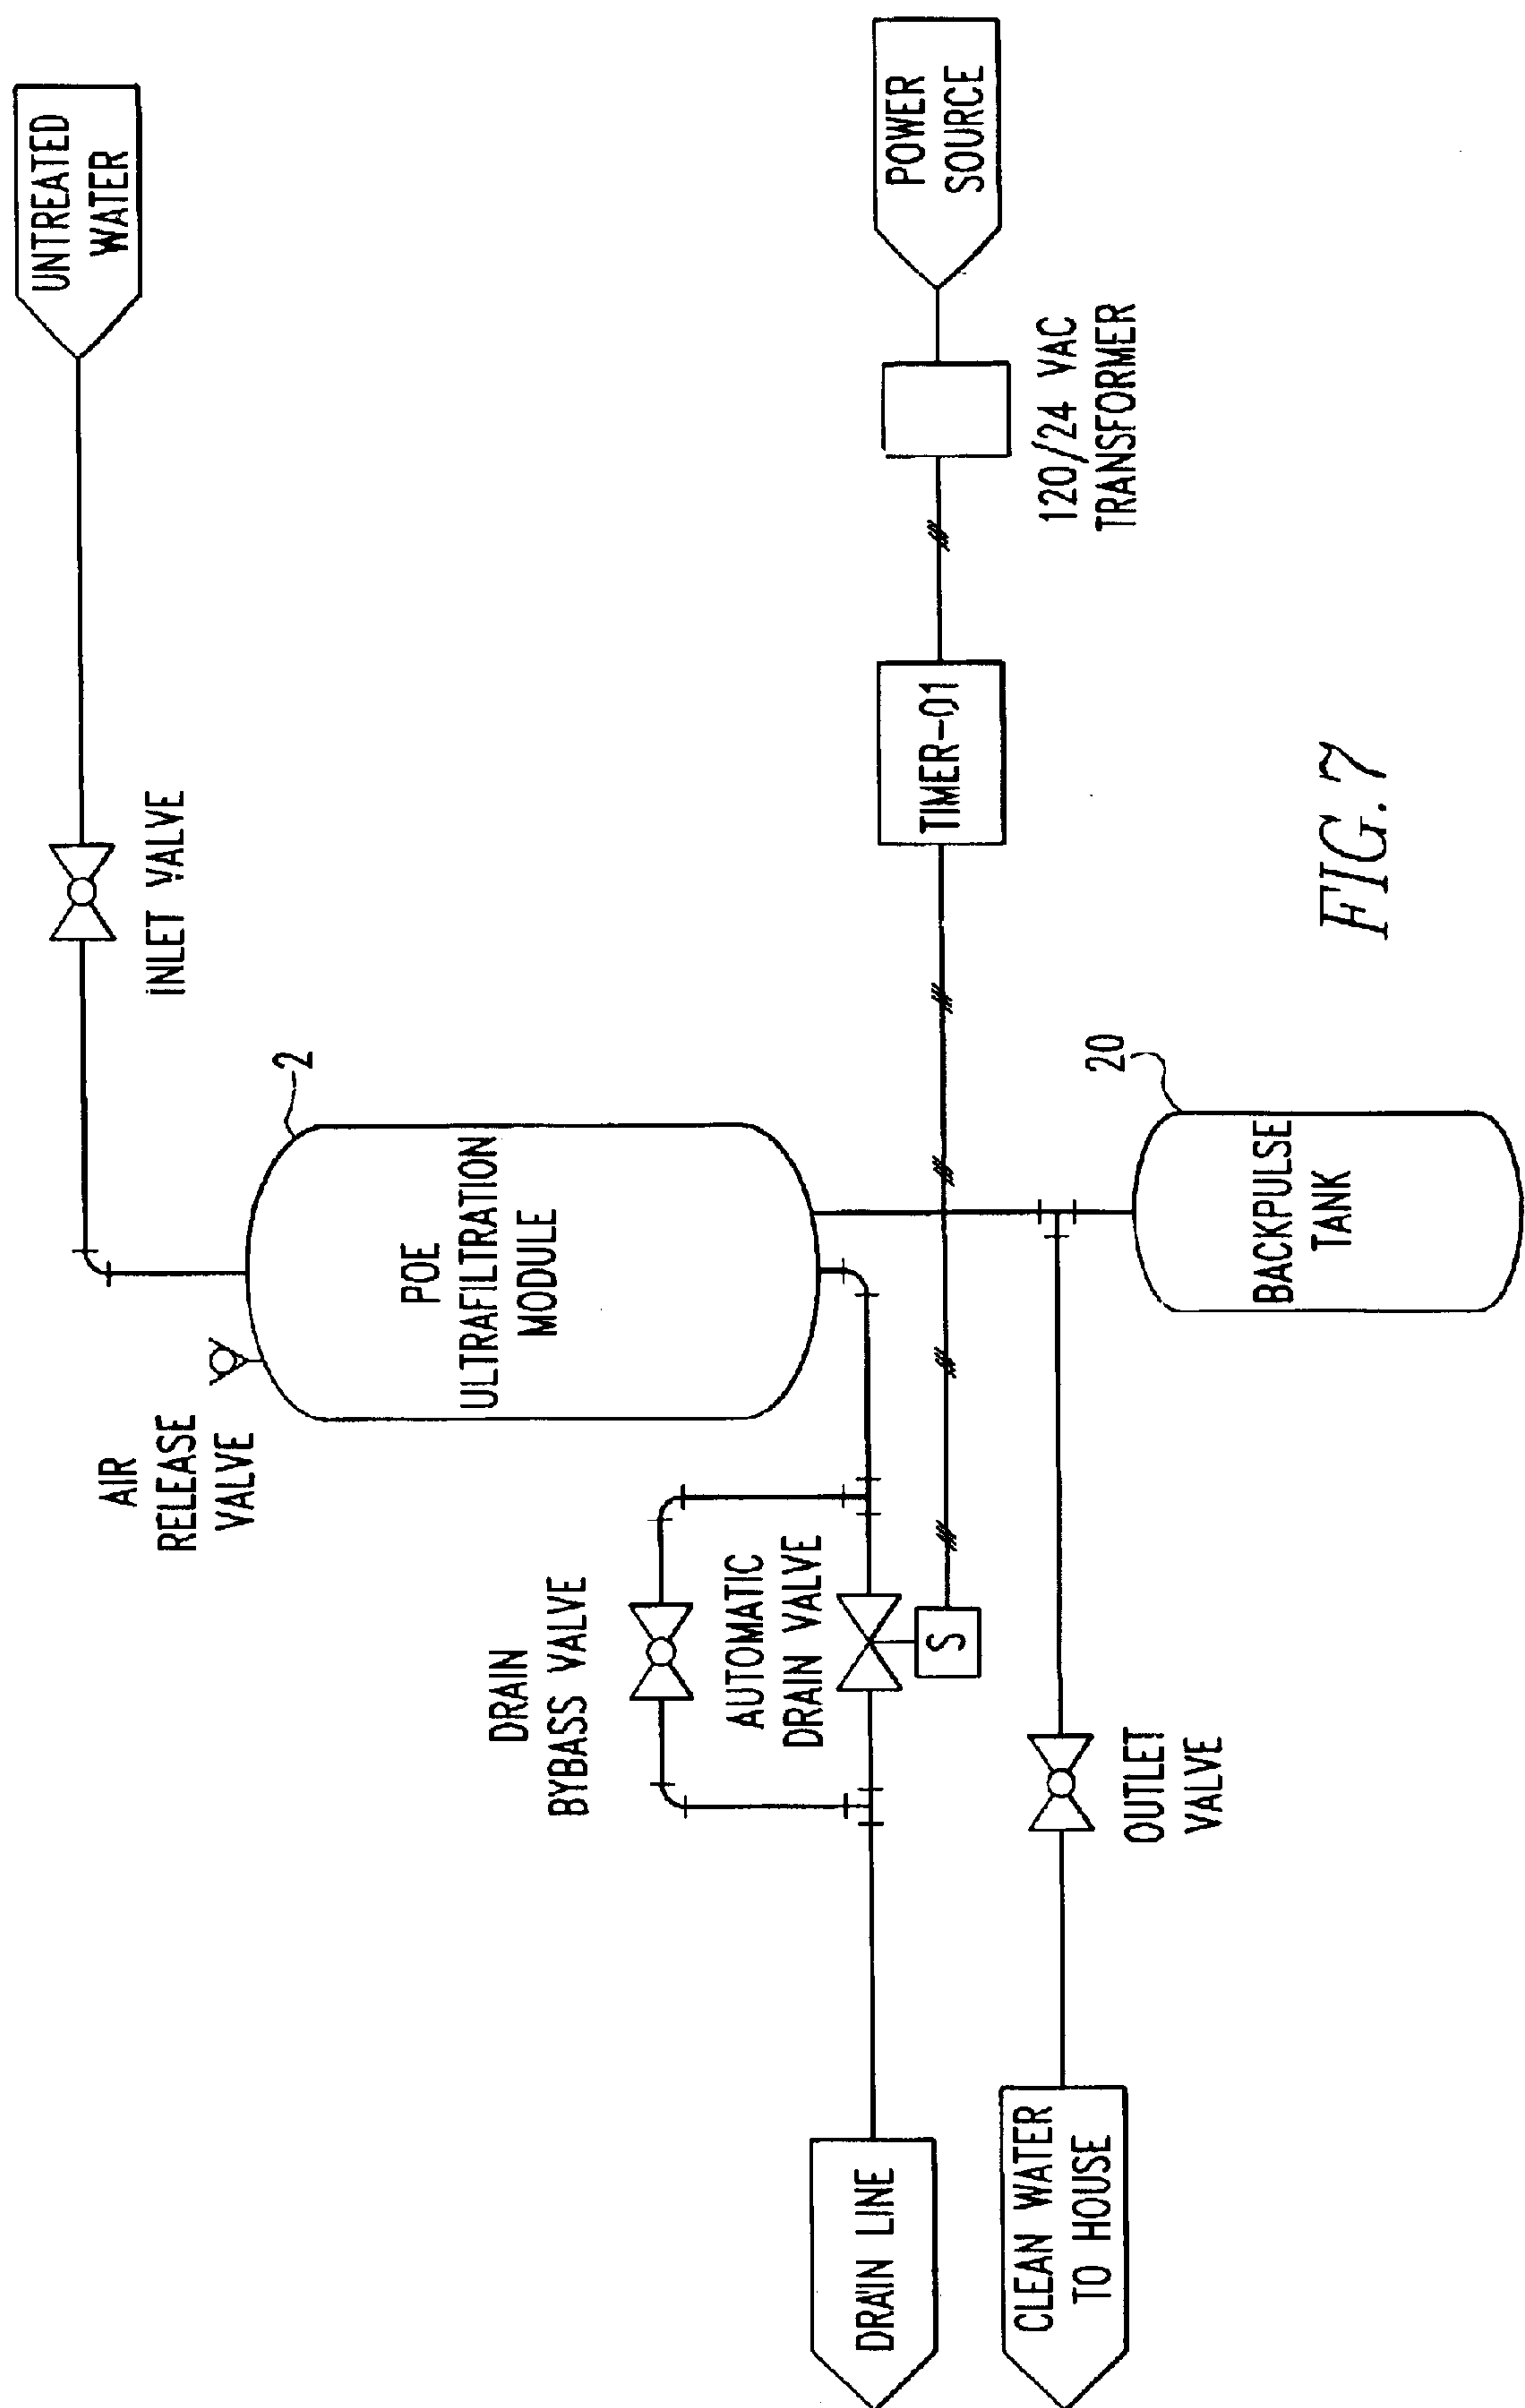 UNTREATED
WATER
INLET VALVE
AIR
RELEASE
VALVE
2
POE
ULTRAFILTRATION
MODULE
DRAIN
BYBASS VALVE
AUTOMATIC
DRAIN VALVE
S
TIMER-01
120/24 VAC
TRANSFORMER
POWER
SOURCE
DRAIN LINE
CLEAN WATER
TO HOUSE
OUTLET
VALVE
20
BACKPULSE
TANK
FIG. 7